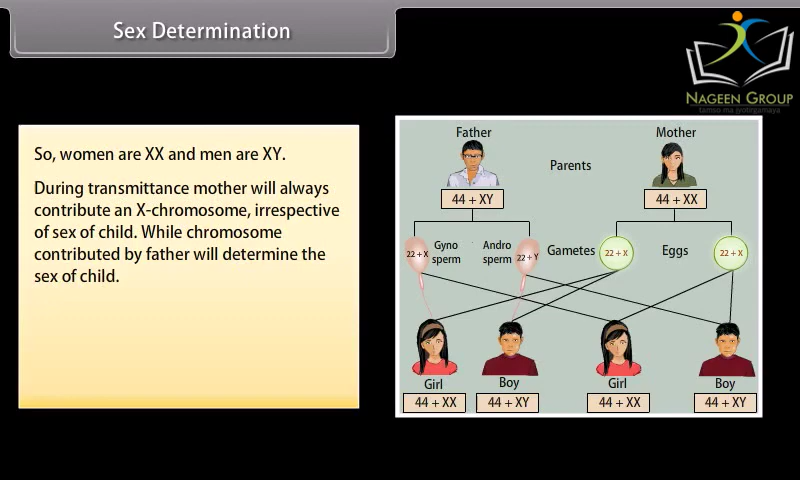 Sex Determination
NAGEEN GROUP
tamso ma jyotirgamaya
So, women are XX and men are XY.
During transmittance mother will always
contribute an X-chromosome, irrespective
of sex of child. While chromosome
contributed by father will determine the
sex of child.
Father
Mother
Parents
44 + XY
44 + XX
22 + X
Gyno
sperm
Andro
sperm
22 + Y
Gametes
22 + X
Eggs
22 + X
Girl
Boy
Girl
Boy
44 + XX
44 + XY
44 + XX
44 + XY